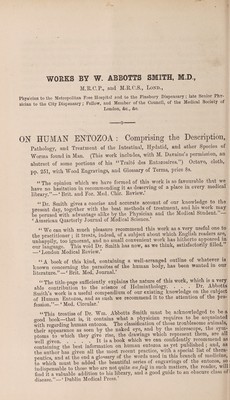 WORKS BY W. ABBOTTS SMITH, M.D.,
M.R.C.P., and M.R.C.S., LOND.,
Physician to the Metropolitan Free Hospital and to the Finsbury Dispensary; late Senior Phy-
sician to the City Dispensary; Fellow, and Member of the Council, of the Medical Society of
London, &c. &c.
ON HUMAN ENTOZOA: Comprising the Description,
Pathology, and Treatment of the Intestinal, Hydatid, and other Species of
Worms found in Man. (This work includes, with M. Davaine's permission, an
abstract of some portions of his "Traité des Entozoaires.") Octavo, cloth,
pp. 251, with Wood Engravings, and Glossary of Terms, price 5s.
"The opinion which we have formed of this work is so favourable that we
have no hesitation in recommending it as deserving of a place in every medical
library."—'Brit. and For. Med. Chir. Review.'
"Dr. Smith gives a concise and accurate account of our knowledge to the
present day, together with the best methods of treatment, and his work may
be perused with advantage alike by the Physician and the Medical Student."—
'American Quarterly Journal of Medical Science.'
"We can with much pleasure recommend this work as a very useful one to
the practitioner; it treats, indeed, of a subject about which English readers are,
unhappily, too ignorant, and no small convenient work has hitherto appeared in
our language. This void Dr. Smith has now, as we think, satisfactorily filled."
—'London Medical Review.'
"A book of this kind, containing a well-arranged outline of whatever is
known concerning the parasites of the human body, has been wanted in our
literature."—'Brit. Med. Journal.'
"The title-page sufficiently explains the nature of this work, which is a very
able contribution to the science of Helminthology. . . . Dr. Abbotts
Smith's work is a useful compendium of our existing knowledge on the subject
of Human Entozoa, and as such we recommend it to the attention of the pro-
fession."—'Med. Circular.'
"This treatise of Dr. Wm. Abbotts Smith must be acknowledged to be a
good book—that is, it contains what a physician requires to be acquainted
with regarding human entozoa. The classification of these troublesome animals,
their appearance as seen by the naked eye, and by the microscope, the sym-
ptoms to which they give rise, the drawings which represent them, are all
well given. It is a book which we can confidently recommend as
containing the best information on human entozoa as yet published; and, as
the author has given all the most recent practice, with a special list of thera-
peutics, and at the end a glossary of the words used in this branch of medicine,
to which must be added a beautiful series of engravings of the entozoa, so
indispensable to those who are not quite au fait in such matters, the reader, will
find it a valuable addition to his library, and a good guide to an obscure class of
disease."—'Dublin Medical Press.'